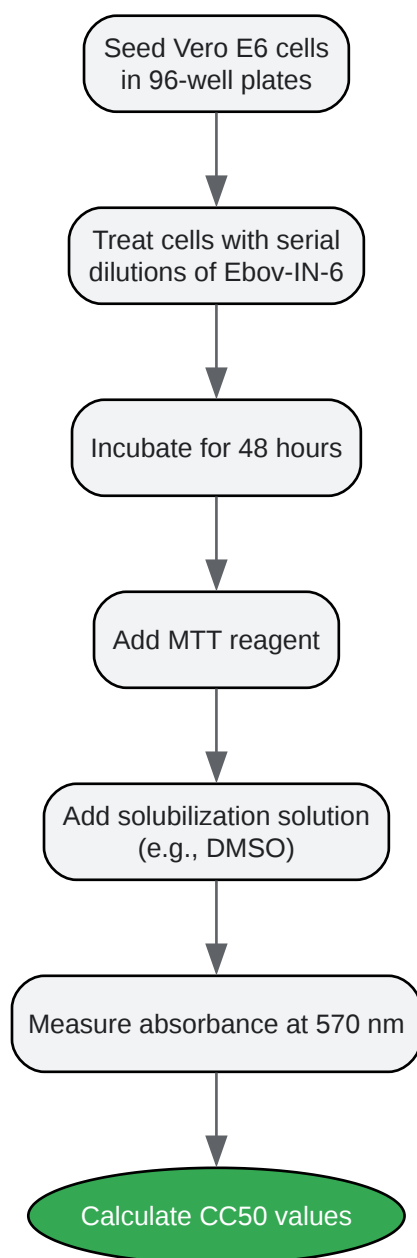 Seed Vero E6 cells
in 96-well plates
Treat cells with serial
dilutions of Ebov-IN-6
Incubate for 48 hours
Add MTT reagent
Add solubilization solution
(e.g., DMSO)
Measure absorbance at 570 nm
Calculate CC50 values